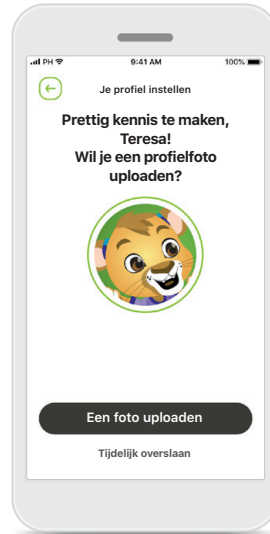 PH 9:41 AM 100%
Je profiel instellen
Prettig kennis te maken,
Teresa!
Wil je een profielfoto
uploaden?
Een foto uploaden
Tijdelijk overslaan